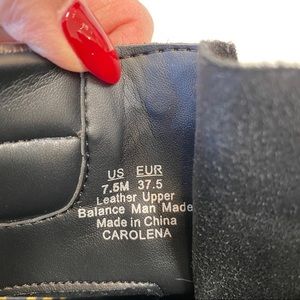 US EUR
7.5M 37.5
Leather Upper
Balance Man Made
Made in China
CAROLENA